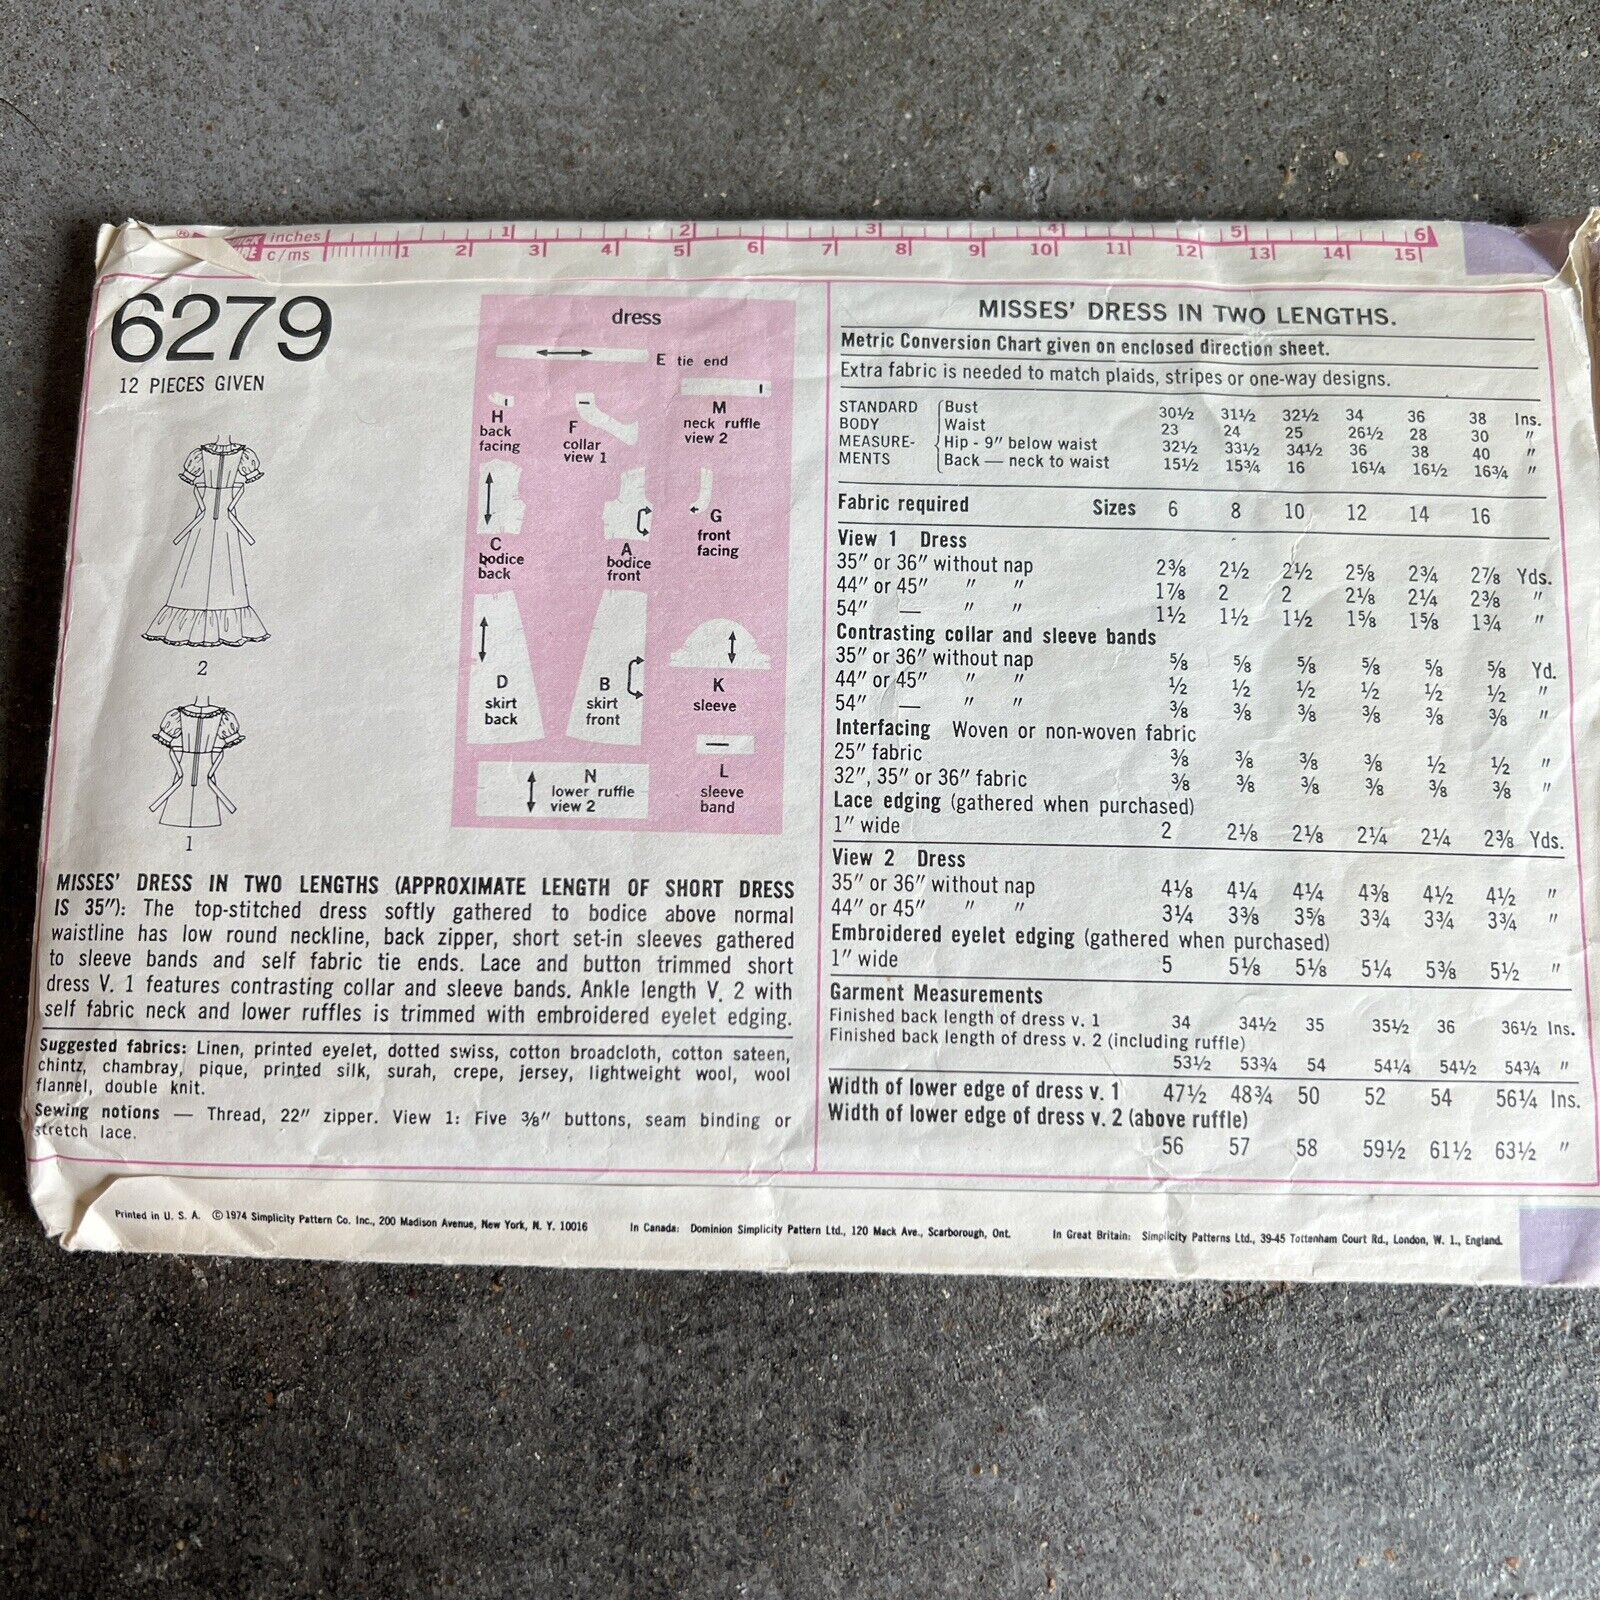 ® inches 1 2 3 4 5 6
c/ms 1 2 3 4 5 6 7 8 9 10 11 12 13 14 15
6279
12 PIECES GIVEN
2
1
dress
E tie end
H
back
facing
F
collar
view 1
M
neck ruffle
view 2
C
bodice
back
A
bodice
front
G
front
facing
D
skirt
back
B
skirt
front
K
sleeve
N
lower ruffle
view 2
L
sleeve
band
MISSES' DRESS IN TWO LENGTHS (APPROXIMATE LENGTH OF SHORT DRESS
IS 35"): The top-stitched dress softly gathered to bodice above normal
waistline has low round neckline, back zipper, short set-in sleeves gathered
to sleeve bands and self fabric tie ends. Lace and button trimmed short
dress V. 1 features contrasting collar and sleeve bands. Ankle length V. 2 with
self fabric neck and lower ruffles is trimmed with embroidered eyelet edging.
Suggested fabrics: Linen, printed eyelet, dotted swiss, cotton broadcloth, cotton sateen,
chintz, chambray, pique, printed silk, surah, crepe, jersey, lightweight wool, wool
flannel, double knit.
Sewing notions — Thread, 22" zipper. View 1: Five 3/8" buttons, seam binding or
stretch lace.
MISSES' DRESS IN TWO LENGTHS.
Metric Conversion Chart given on enclosed direction sheet.
Extra fabric is needed to match plaids, stripes or one-way designs.
STANDARD Bust 30½ 31½ 32½ 34 36 38 Ins.
BODY Waist 23 24 25 26½ 28 30 "
MEASURE- Hip - 9" below waist 32½ 33½ 34½ 36 38 40 "
MENTS Back — neck to waist 15½ 15¾ 16 16¼ 16½ 16¾ "
Fabric required Sizes 6 8 10 12 14 16
View 1 Dress
35" or 36" without nap 2⅜ 2½ 2½ 2⅝ 2¾ 2⅞ Yds.
44" or 45" " " 1⅞ 2 2 2⅛ 2¼ 2⅜ "
54" — " " 1½ 1½ 1½ 1⅝ 1⅝ 1¾ "
Contrasting collar and sleeve bands
35" or 36" without nap ⅝ ⅝ ⅝ ⅝ ⅝ ⅝ Yd.
44" or 45" " " ½ ½ ½ ½ ½ ½ "
54" — " " ⅜ ⅜ ⅜ ⅜ ⅜ ⅜ "
Interfacing Woven or non-woven fabric
25" fabric ⅜ ⅜ ⅜ ⅜ ½ ½ "
32", 35" or 36" fabric ⅜ ⅜ ⅜ ⅜ ⅜ ⅜ "
Lace edging (gathered when purchased)
1" wide 2 2⅛ 2⅛ 2¼ 2¼ 2⅜ Yds.
View 2 Dress
35" or 36" without nap 4⅛ 4¼ 4¼ 4⅜ 4½ 4½ "
44" or 45" " " 3¼ 3⅜ 3⅝ 3¾ 3¾ 3¾ "
Embroidered eyelet edging (gathered when purchased)
1" wide 5 5⅛ 5⅛ 5¼ 5⅜ 5½ "
Garment Measurements
Finished back length of dress v. 1 34 34½ 35 35½ 36 36½ Ins.
Finished back length of dress v. 2 (including ruffle)
53½ 53¾ 54 54¼ 54½ 54¾ "
Width of lower edge of dress v. 1 47½ 48¾ 50 52 54 56¼ Ins.
Width of lower edge of dress v. 2 (above ruffle)
56 57 58 59½ 61½ 63½ "
Printed in U. S. A. ©1974 Simplicity Pattern Co. Inc., 200 Madison Avenue, New York, N. Y. 10016 In Canada: Dominion Simplicity Pattern Ltd., 120 Mack Ave., Scarborough, Ont. In Great Britain: Simplicity Patterns Ltd., 39-45 Tottenham Court Rd., London, W. 1., England.